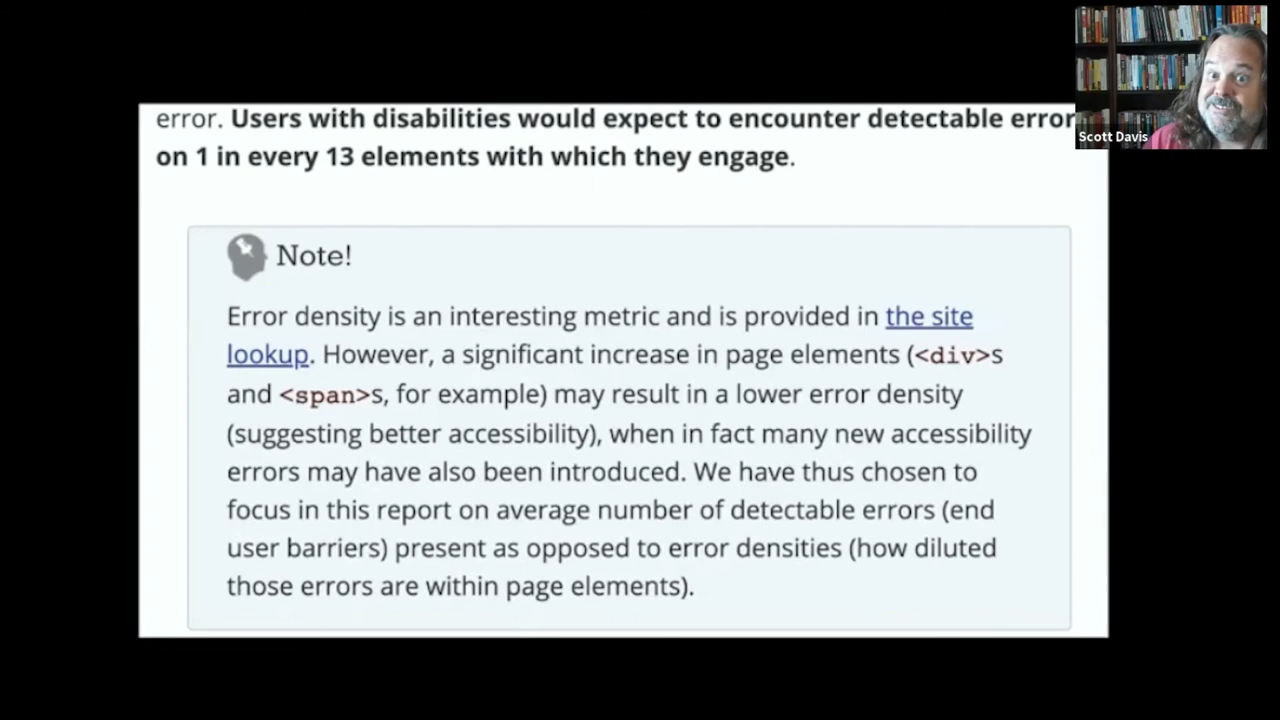 error. Users with disabilities would expect to encounter detectable error
on 1 in every 13 elements with which they engage.
Scott Davis
Note!
Error density is an interesting metric and is provided in the site
lookup. However, a significant increase in page elements (<div>s
and <span>s, for example) may result in a lower error density
(suggesting better accessibility), when in fact many new accessibility
errors may have also been introduced. We have thus chosen to
focus in this report on average number of detectable errors (end
user barriers) present as opposed to error densities (how diluted
those errors are within page elements).